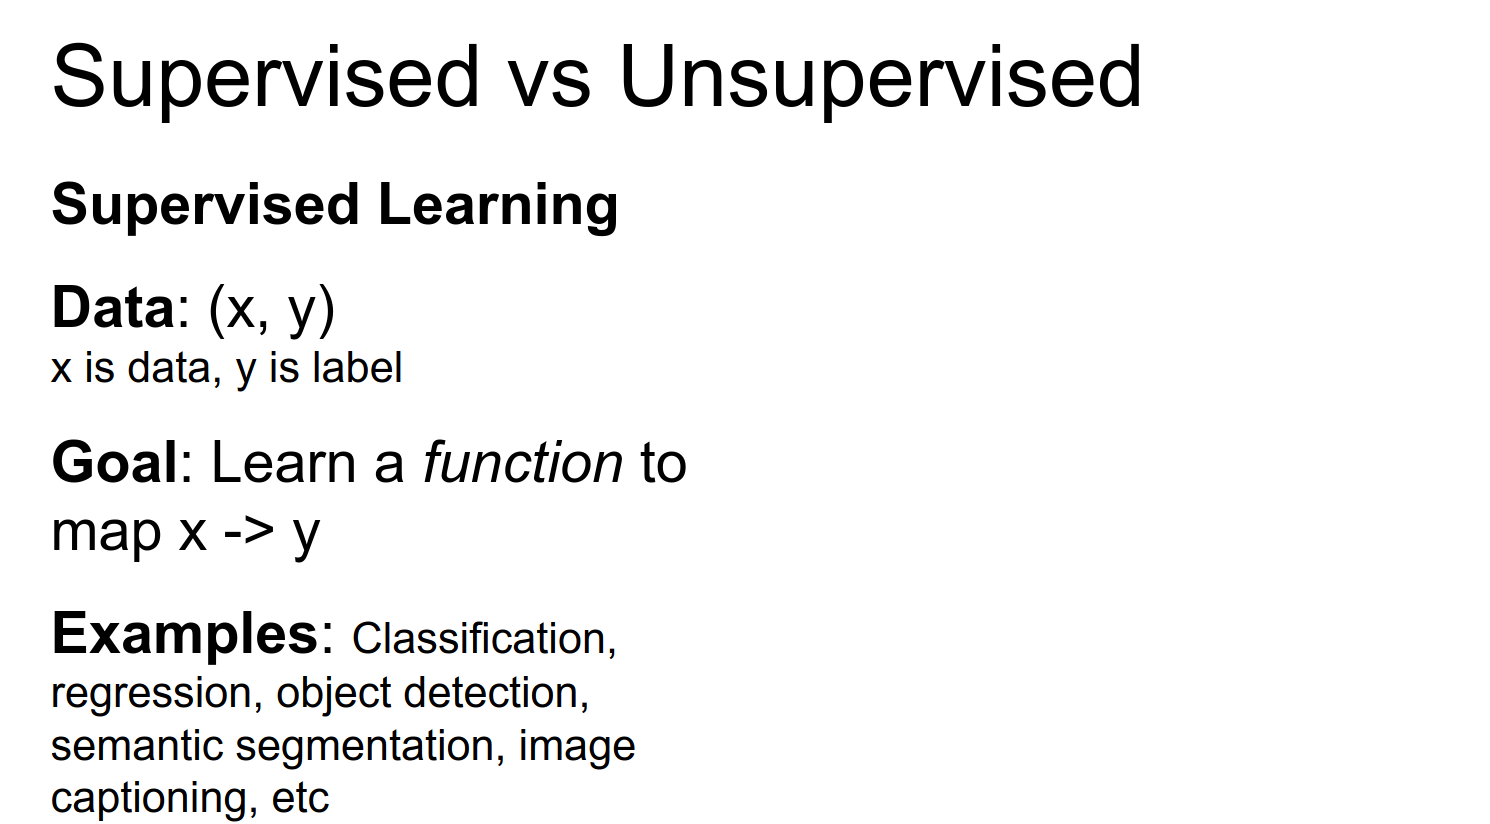 Supervised vs Unsupervised
Supervised Learning
Data: (x, y)
x is data, y is label
Goal: Learn a function to
map x -> y
Examples: Classification,
regression, object detection,
semantic segmentation, image
captioning, etc